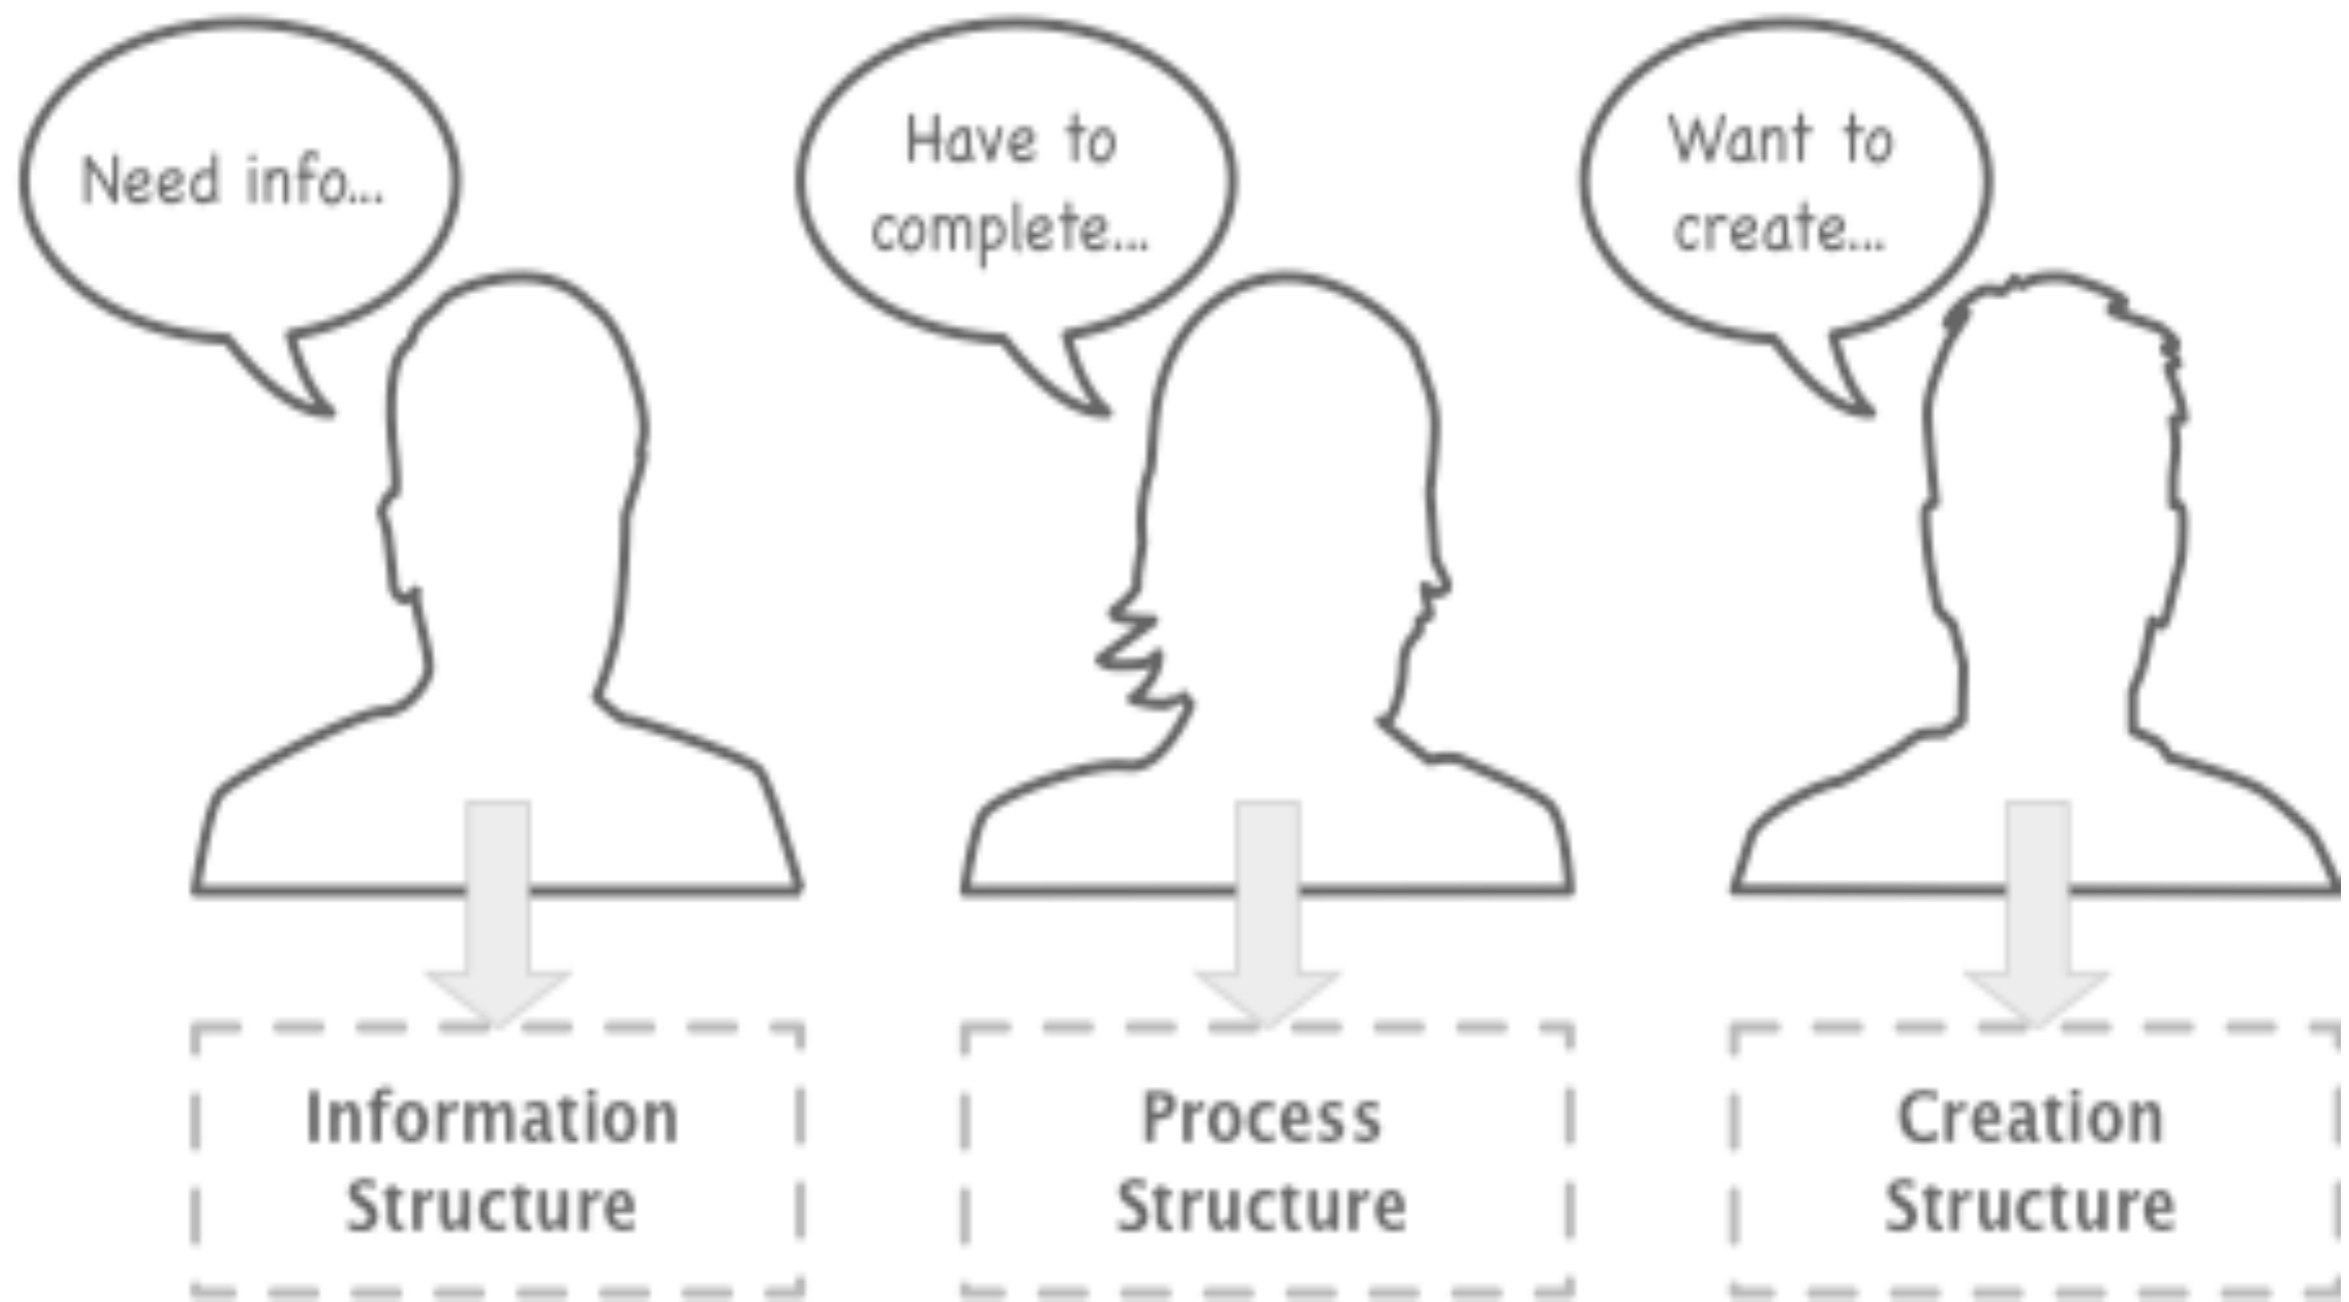 Need info...
Have to
complete...
Want to
create...
Information
Structure
Process
Structure
Creation
Structure